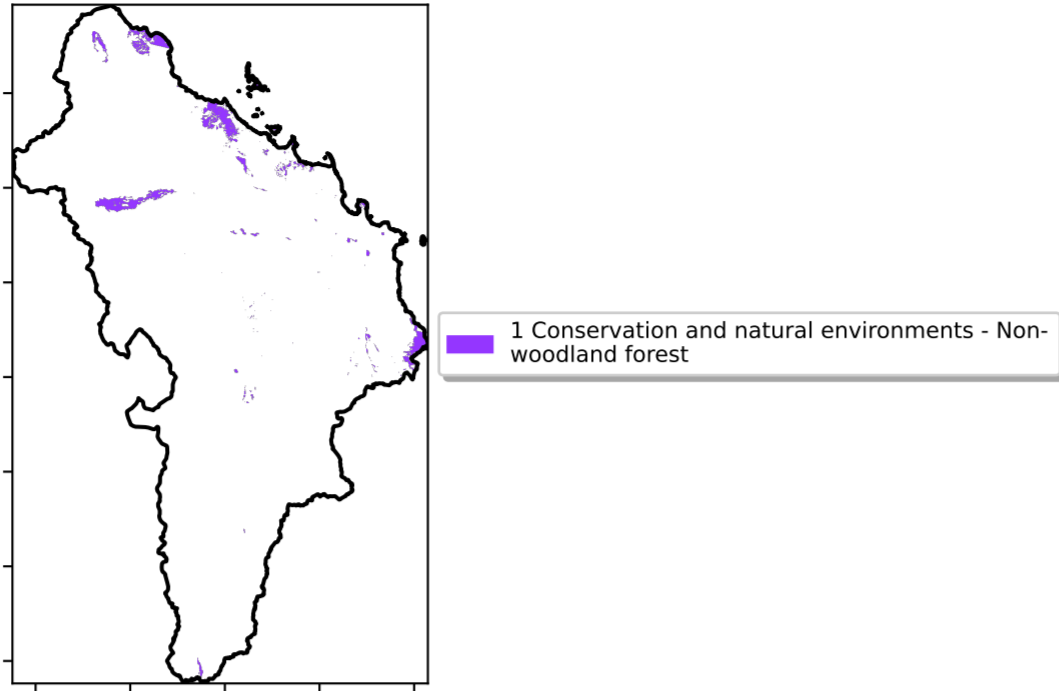 1 Conservation and natural environments - Non-
woodland forest